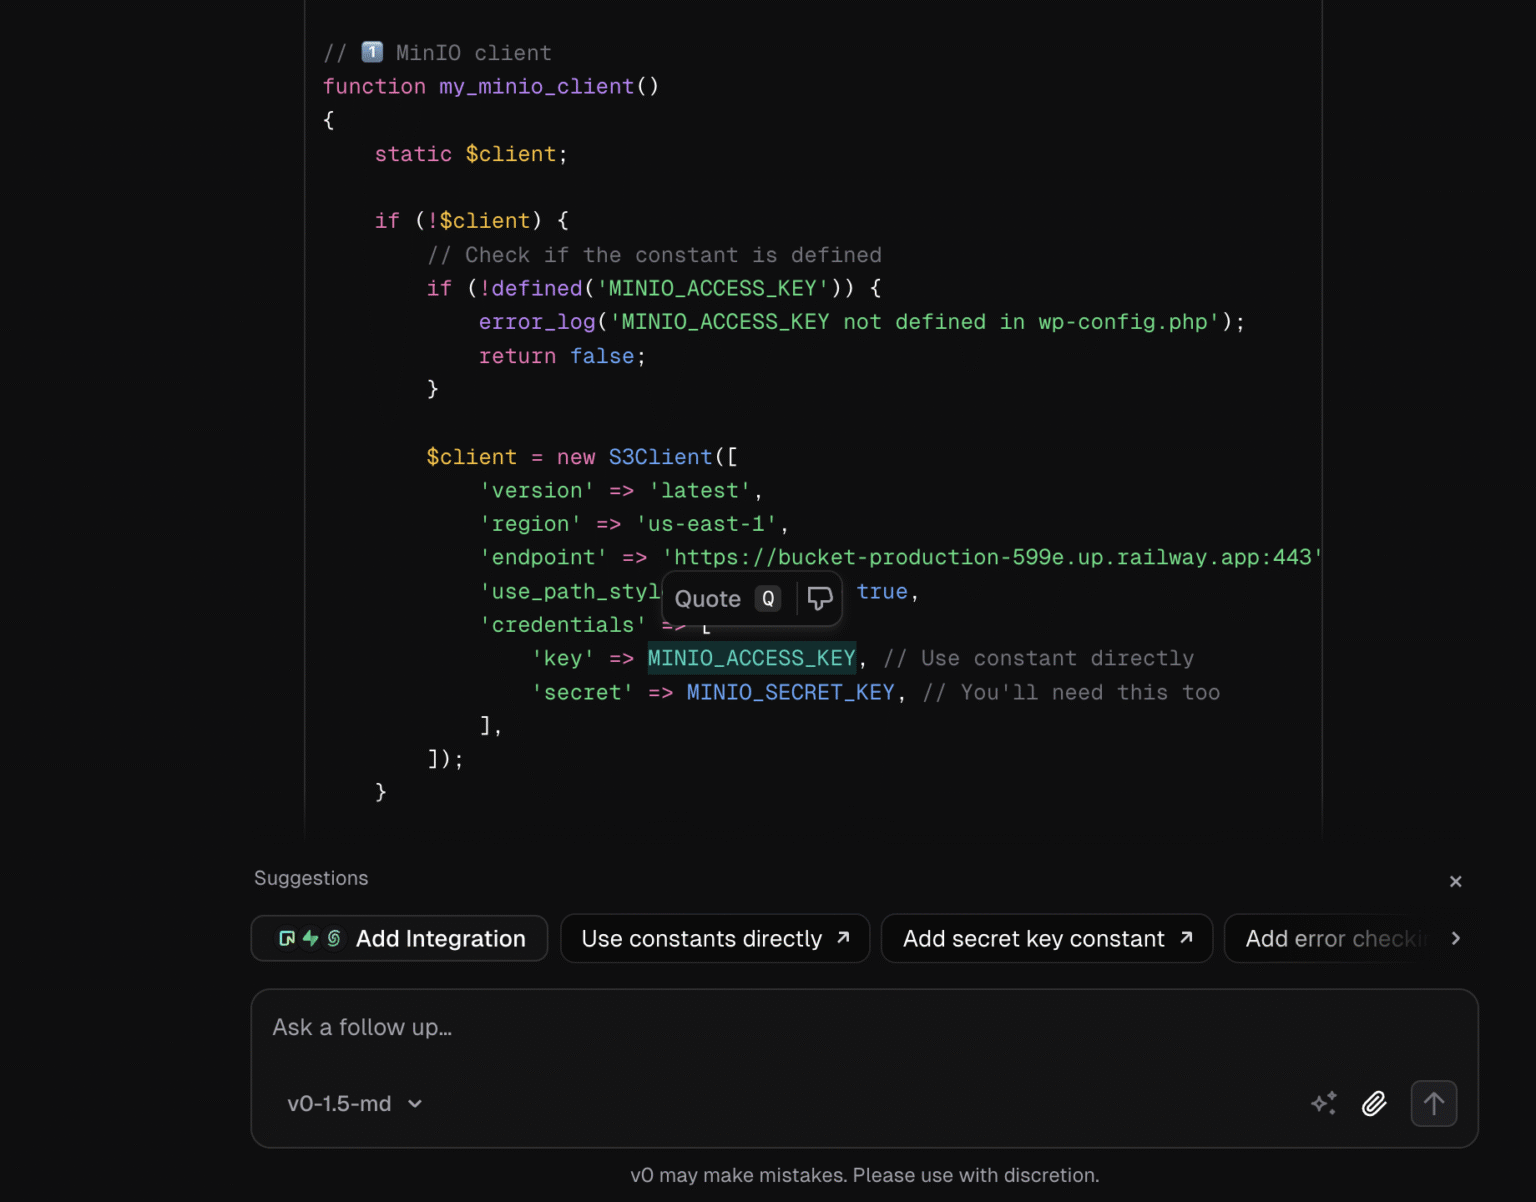 // 1️⃣ MinIO client
function my_minio_client()
{
    static $client;

    if (!$client) {
        // Check if the constant is defined
        if (!defined('MINIO_ACCESS_KEY')) {
            error_log('MINIO_ACCESS_KEY not defined in wp-config.php');
            return false;
        }

        $client = new S3Client([
            'version' => 'latest',
            'region' => 'us-east-1',
            'endpoint' => 'https://bucket-production-599e.up.railway.app:443'
            'use_path_styl true,
Quote Q
            'credentials' => [
                'key' => MINIO_ACCESS_KEY, // Use constant directly
                'secret' => MINIO_SECRET_KEY, // You'll need this too
            ],
        ]);
    }
Suggestions
Add Integration
Use constants directly
Add secret key constant
Add error checki
Ask a follow up...
v0-1.5-md
v0 may make mistakes. Please use with discretion.